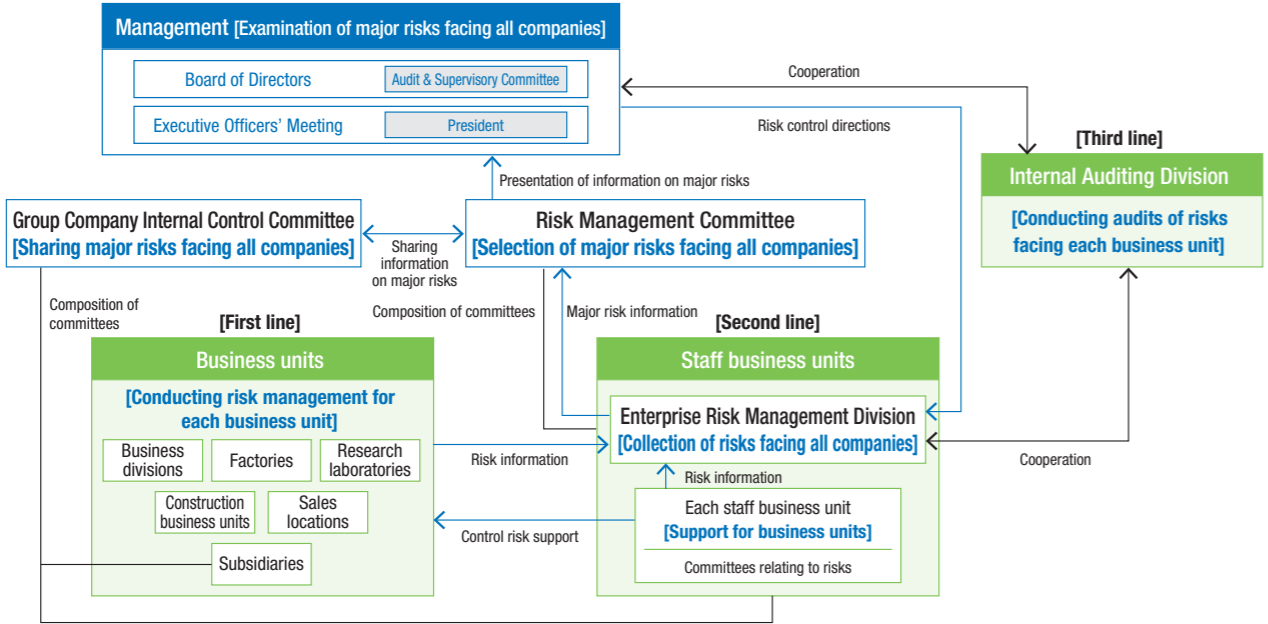 Management [Examination of major risks facing all companies]
Board of Directors
Audit & Supervisory Committee
Executive Officers' Meeting
President
Cooperation
Risk control directions
[Third line]
Internal Auditing Division
[Conducting audits of risks
facing each business unit]
Presentation of information on major risks
Group Company Internal Control Committee
[Sharing major risks facing all companies]
Sharing
information
on major risks
Risk Management Committee
[Selection of major risks facing all companies]
Composition of
committees
Composition of committees
Major risk information
[First line]
Business units
[Conducting risk management for
each business unit]
Business
divisions
Factories
Research
laboratories
Construction
business units
Sales
locations
Subsidiaries
Risk information
Control risk support
[Second line]
Staff business units
Enterprise Risk Management Division
[Collection of risks facing all companies]
Risk information
Each staff business unit
[Support for business units]
Committees relating to risks
Cooperation